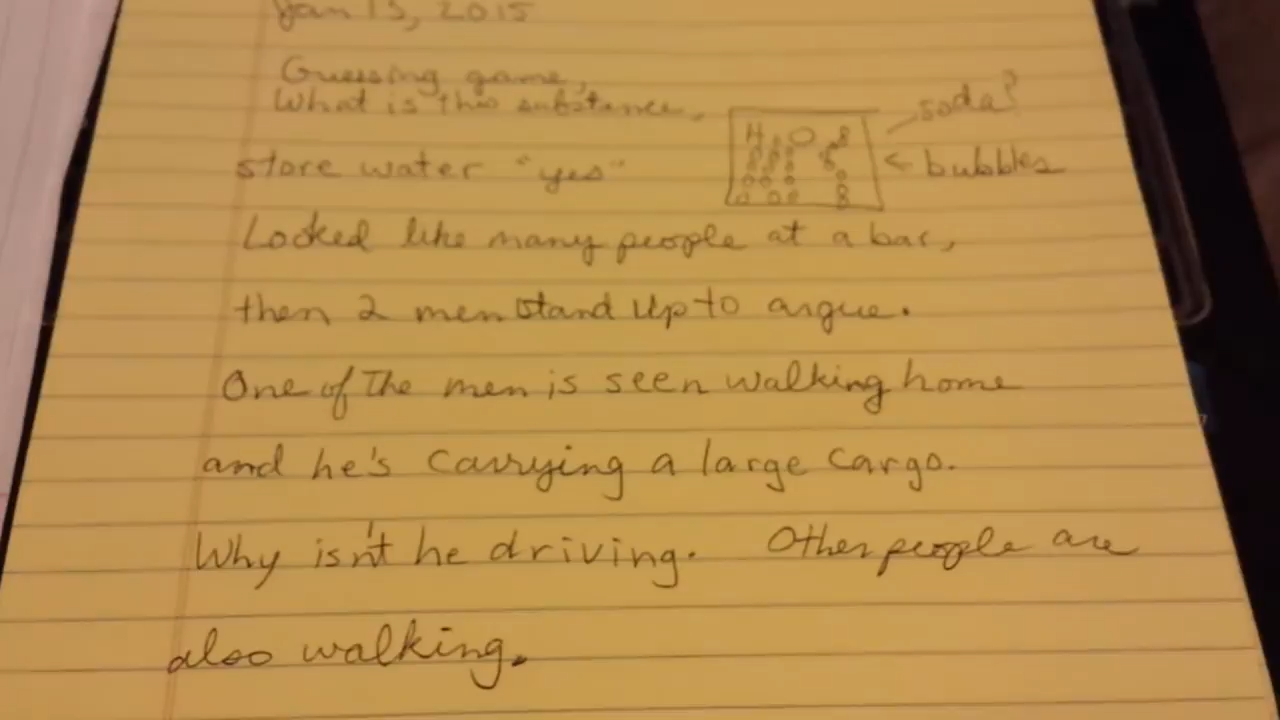 Jan 15, 2015
Guessing game,
What is this substance,
soda?
H2O
store water "yes"
← bubbles
Looked like many people at a bar,
then 2 men stand up to argue.
One of The men is seen walking home
and he's carrying a large cargo.
Why isn't he driving. Other people are
also walking.